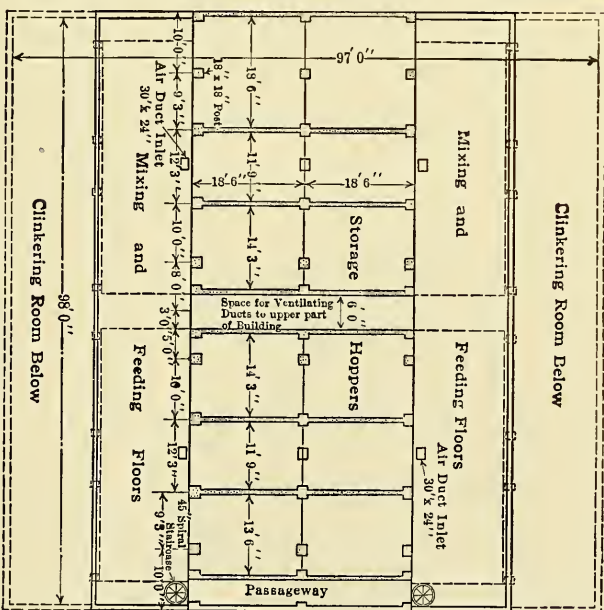 97' 0"
98' 0"
Clinkering Room Below
Clinkering Room Below
Mixing and
Feeding
Floors
Mixing and
Feeding Floors
Air Duct Inlet
30"x 24"
Air Duct Inlet
30"x 24"
18" x 18" Post
10' 0"
9' 3"
12' 3"
10' 0"
8' 0"
3' 0"
5' 0"
10' 0"
12' 3"
9' 3"
10' 0"
18' 6"
11' 9"
18' 6"
18' 6"
14' 3"
Storage
Hoppers
Space for Ventilating
Ducts to upper part
of Building
6' 0"
14' 3"
11' 9"
13' 6"
45" Spiral
Staircase
Passageway